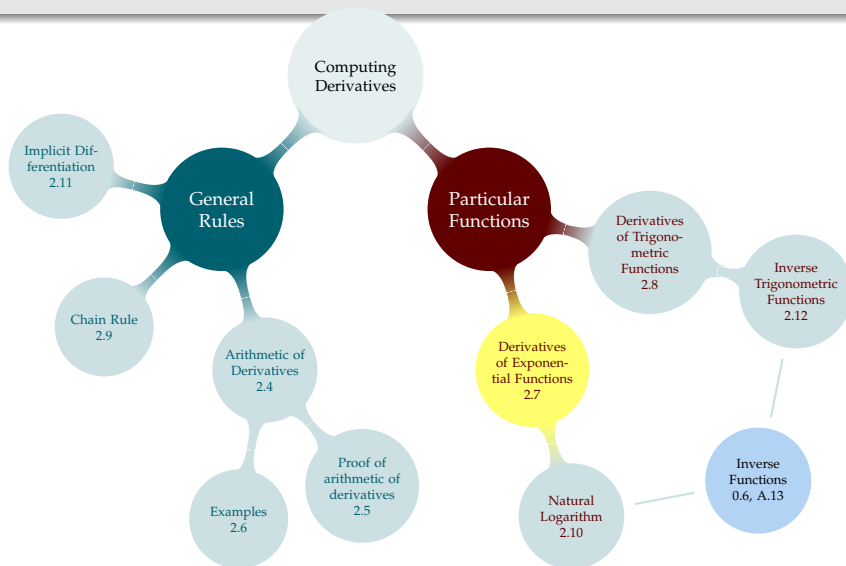 Computing
Derivatives
Implicit Dif-
ferentiation
2.11
General
Rules
Particular
Functions
Derivatives
of Trigono-
metric
Functions
2.8
Inverse
Trigonometric
Functions
2.12
Chain Rule
2.9
Arithmetic of
Derivatives
2.4
Derivatives
of Exponen-
tial Functions
2.7
Examples
2.6
Proof of
arithmetic of
derivatives
2.5
Natural
Logarithm
2.10
Inverse
Functions
0.6, A.13